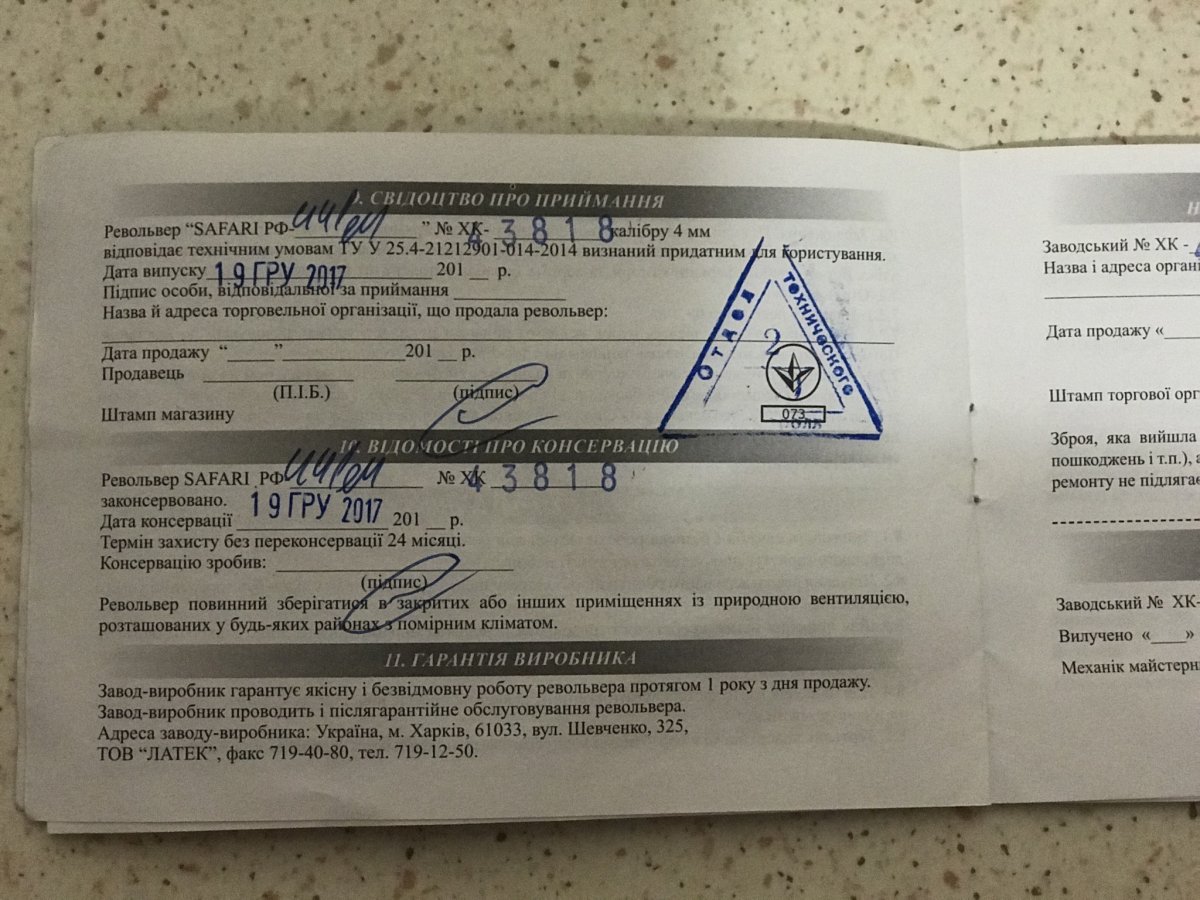 9. СВІДОЦТВО ПРО ПРИЙМАННЯ
Револьвер “SAFARI РФ- ” № ХК- 43818 калібру 4 мм
відповідає технічним умовам ТУ У 25.4-21212901-014-2014 визнаний придатним для користування.
Дата випуску 19 ГРУ 2017 201 __ р.
Підпис особи, відповідальної за приймання ____________
Назва й адреса торговельної організації, що продала револьвер:
Дата продажу “_____”_____________ 201 __ р.
Продавець ________________ ________________
(П.І.Б.) (підпис)
Штамп магазину
Отдел
технического
2
073
10. ВІДОМОСТІ ПРО КОНСЕРВАЦІЮ
Револьвер SAFARI РФ № ХК 43818
законсервовано.
Дата консервації 19 ГРУ 2017 201 __ р.
Термін захисту без переконсервації 24 місяці.
Консервацію зробив: _________________________
(підпис)
Револьвер повинний зберігатися в закритих або інших приміщеннях із природною вентиляцією,
розташованих у будь-яких районах з помірним кліматом.
11. ГАРАНТІЯ ВИРОБНИКА
Завод-виробник гарантує якісну і безвідмовну роботу револьвера протягом 1 року з дня продажу.
Завод-виробник проводить і післягарантійне обслуговування револьвера.
Адреса заводу-виробника: Україна, м. Харків, 61033, вул. Шевченко, 325,
ТОВ “ЛАТЕК”, факс 719-40-80, тел. 719-12-50.
Заводський № ХК -
Назва і адреса
Дата продажу «
Штамп торгової
Зброя, яка вийшла
пошкоджень і т.п.),
ремонту не
Заводський № ХК-
Вилучено «____»
Механік